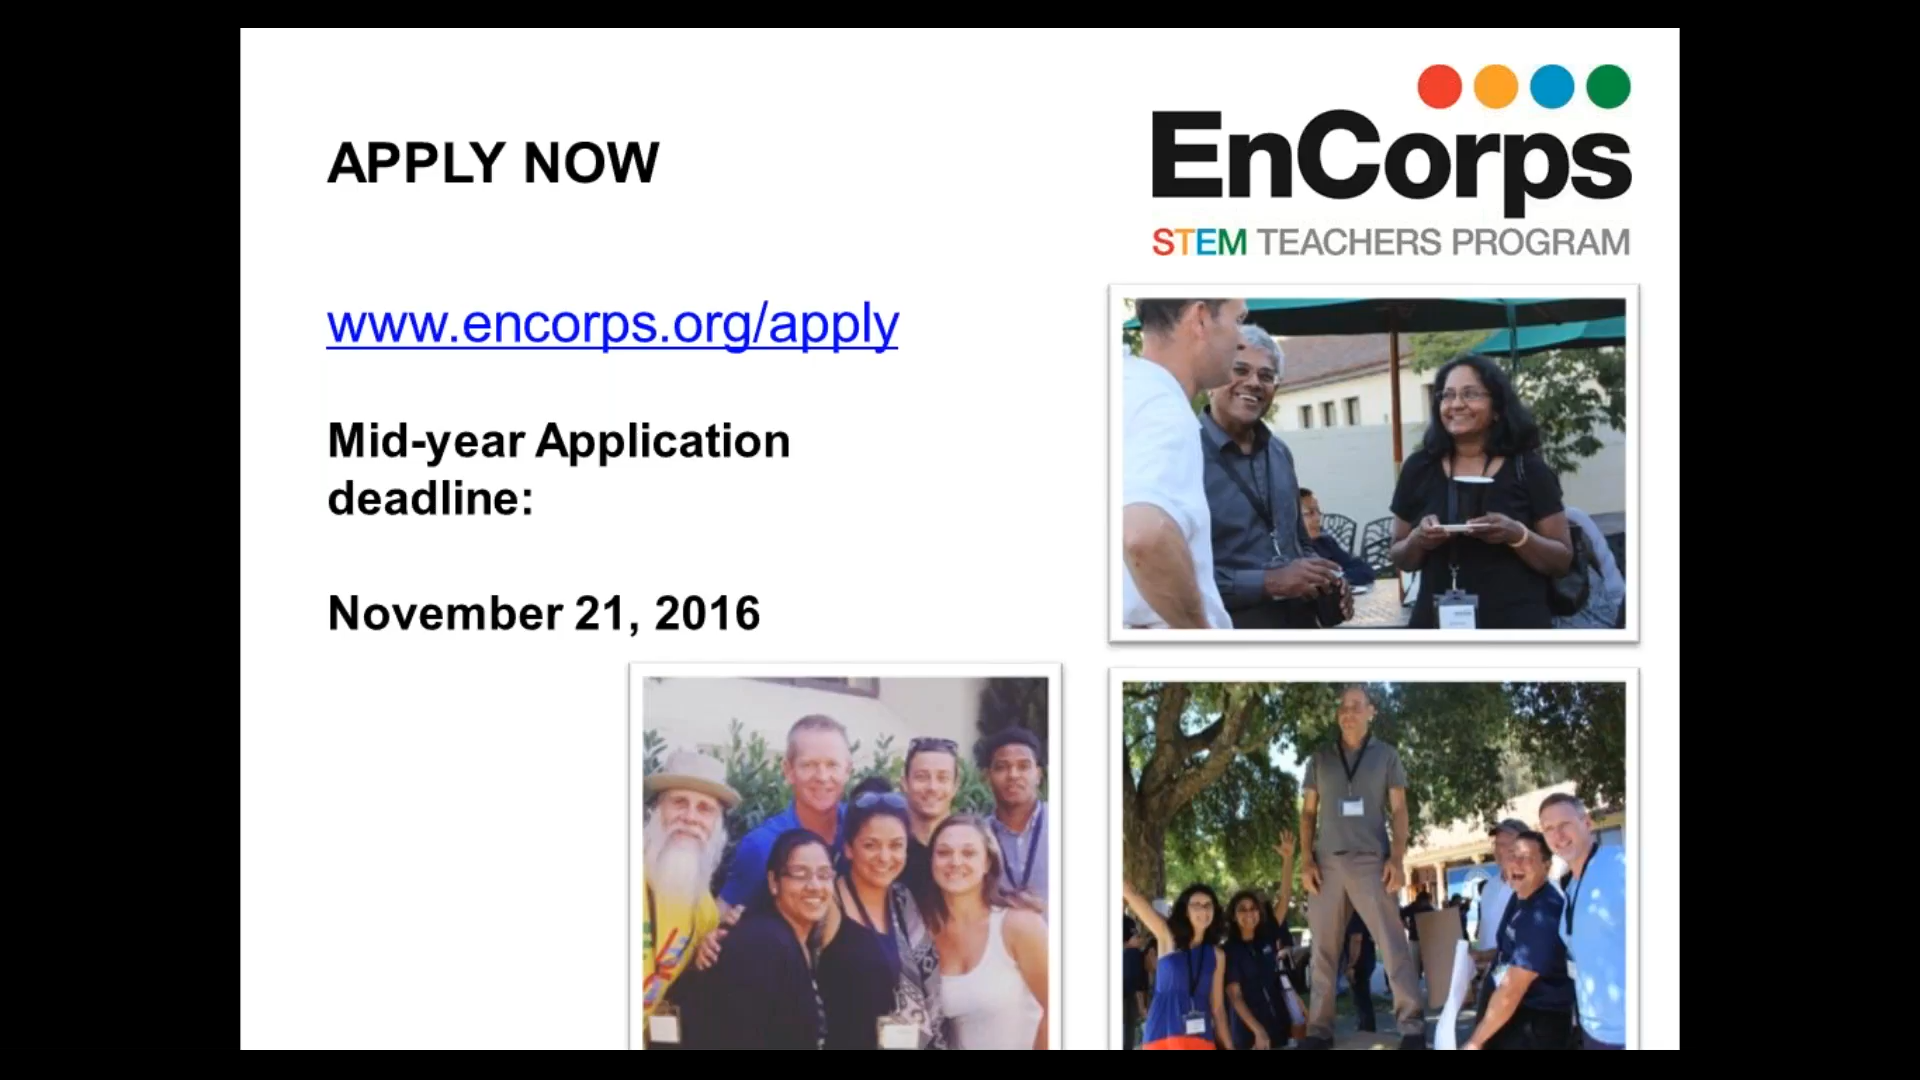 APPLY NOW
www.encorps.org/apply
Mid-year Application
deadline:
November 21, 2016
EnCorps
STEM TEACHERS PROGRAM